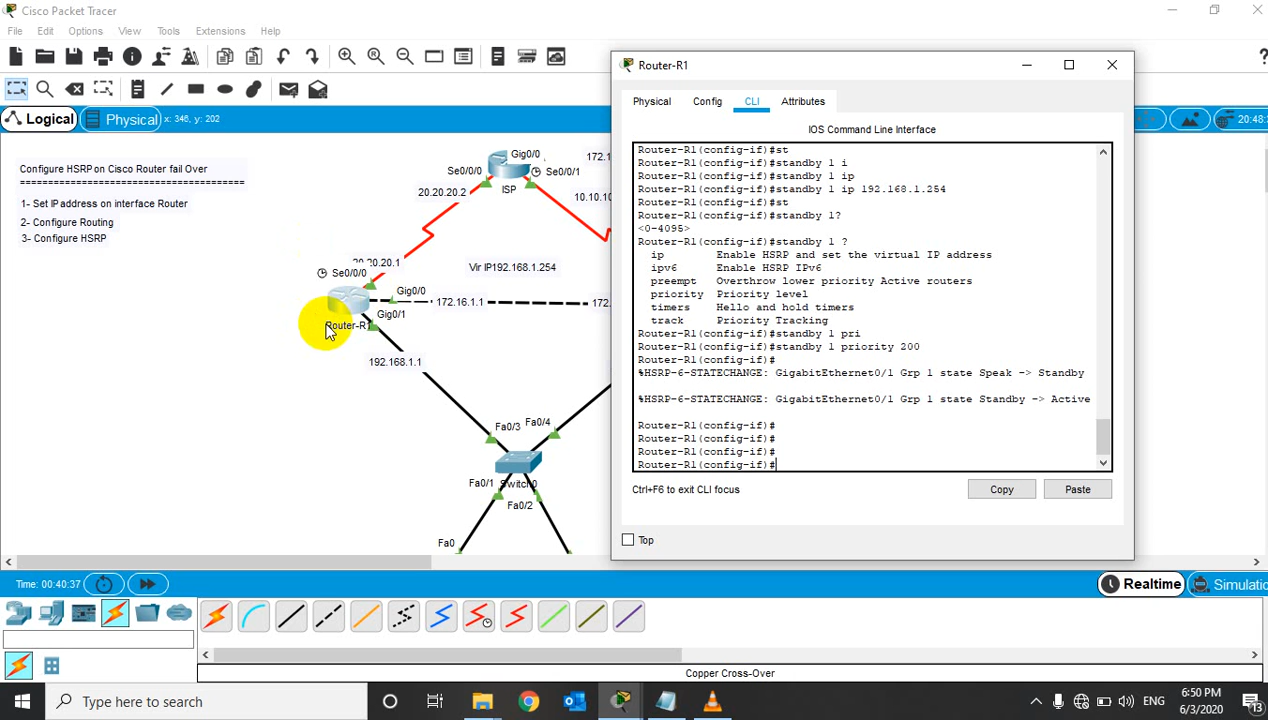 Cisco Packet Tracer
File Edit Options View Tools Extensions Help
Logical Physical x: 346, y: 202
20:48:
Configure HSRP on Cisco Router fail Over
==========================================
1- Set IP address on interface Router
2- Configure Routing
3- Configure HSRP
Gig0/0
172.1
Se0/0/0
Se0/0/1
ISP
20.20.20.2
10.10.10
20.20.20.1
Vir IP192.168.1.254
Se0/0/0
Gig0/0
172.16.1.1
172.
Gig0/1
Router-R1
192.168.1.1
Fa0/3
Fa0/4
Fa0/1
Switch0
Fa0/2
Fa0
Router-R1
Physical Config CLI Attributes
IOS Command Line Interface
Router-R1(config-if)#st
Router-R1(config-if)#standby 1 i
Router-R1(config-if)#standby 1 ip
Router-R1(config-if)#standby 1 ip 192.168.1.254
Router-R1(config-if)#st
Router-R1(config-if)#standby 1?
<0-4095>
Router-R1(config-if)#standby 1 ?
ip Enable HSRP and set the virtual IP address
ipv6 Enable HSRP IPv6
preempt Overthrow lower priority Active routers
priority Priority level
timers Hello and hold timers
track Priority Tracking
Router-R1(config-if)#standby 1 pri
Router-R1(config-if)#standby 1 priority 200
Router-R1(config-if)#
%HSRP-6-STATECHANGE: GigabitEthernet0/1 Grp 1 state Speak -> Standby
%HSRP-6-STATECHANGE: GigabitEthernet0/1 Grp 1 state Standby -> Active
Router-R1(config-if)#
Router-R1(config-if)#
Router-R1(config-if)#
Router-R1(config-if)#
Ctrl+F6 to exit CLI focus
Copy
Paste
Top
Time: 00:40:37
Realtime
Simulatio
Copper Cross-Over
Type here to search
ENG
6:50 PM
6/3/2020
13